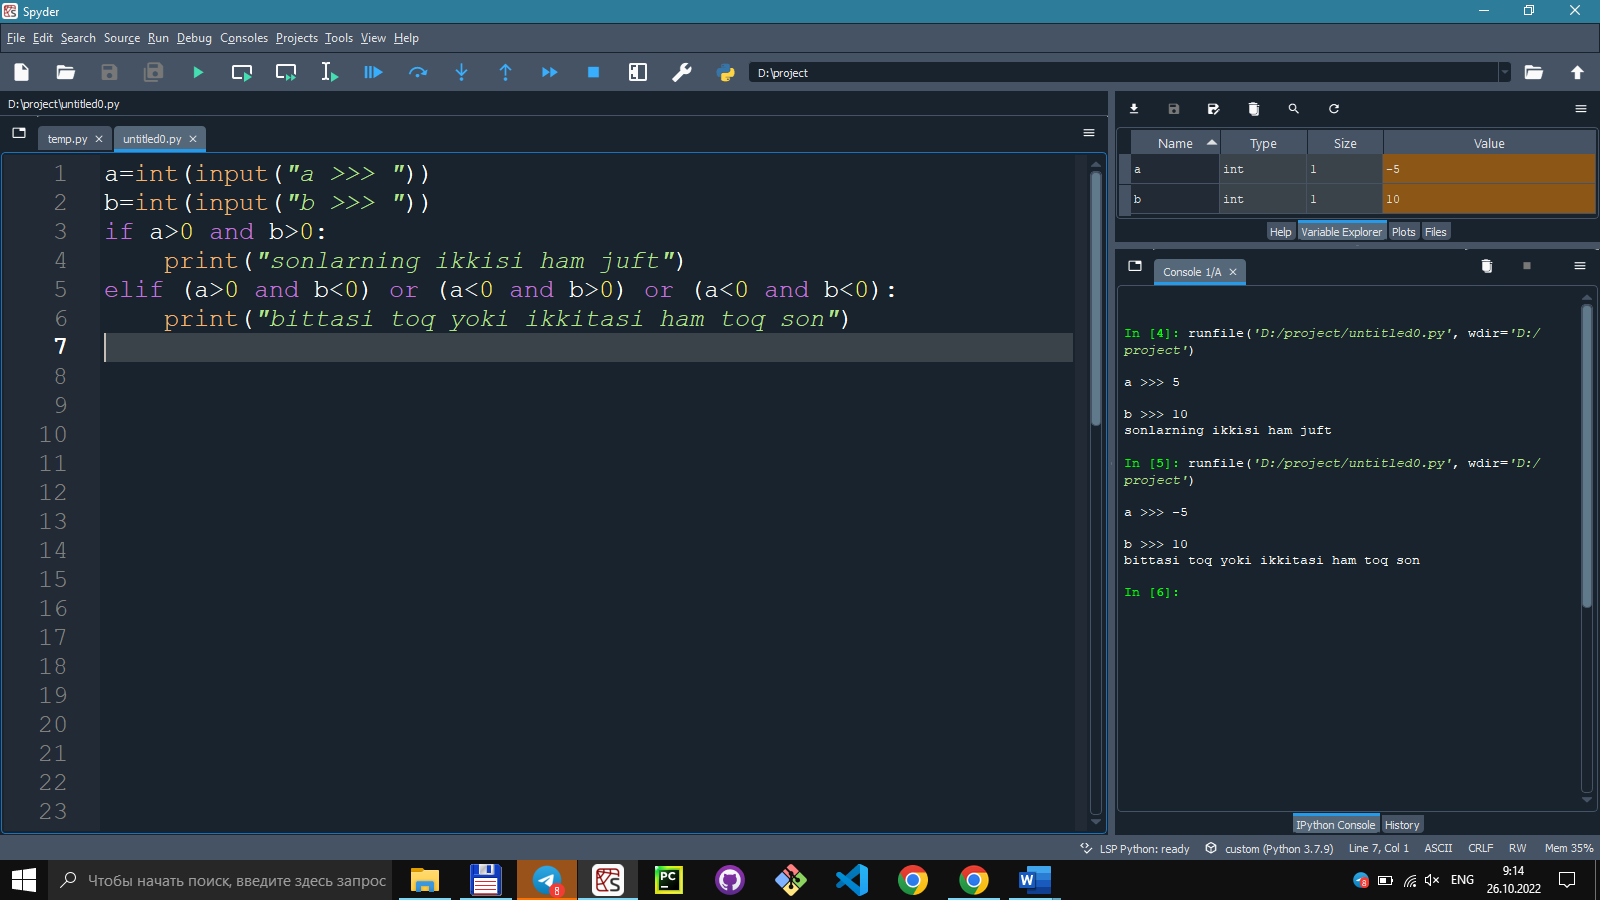 Spyder
File Edit Search Source Run Debug Consoles Projects Tools View Help
D:\project
D:\project\untitled0.py
temp.py
untitled0.py
1 a=int(input("a >>> "))
2 b=int(input("b >>> "))
3 if a>0 and b>0:
4     print("sonlarning ikkisi ham juft")
5 elif (a>0 and b<0) or (a<0 and b>0) or (a<0 and b<0):
6     print("bittasi toq yoki ikkitasi ham toq son")
7
8
9
10
11
12
13
14
15
16
17
18
19
20
21
22
23
Name Type Size Value
a int 1 -5
b int 1 10
Help Variable Explorer Plots Files
Console 1/A
In [4]: runfile('D:/project/untitled0.py', wdir='D:/
project')
a >>> 5
b >>> 10
sonlarning ikkisi ham juft
In [5]: runfile('D:/project/untitled0.py', wdir='D:/
project')
a >>> -5
b >>> 10
bittasi toq yoki ikkitasi ham toq son
In [6]:
IPython Console History
LSP Python: ready custom (Python 3.7.9) Line 7, Col 1 ASCII CRLF RW Mem 35%
Чтобы начать поиск, введите здесь запрос
8
PC
W
8
ENG
9:14
26.10.2022